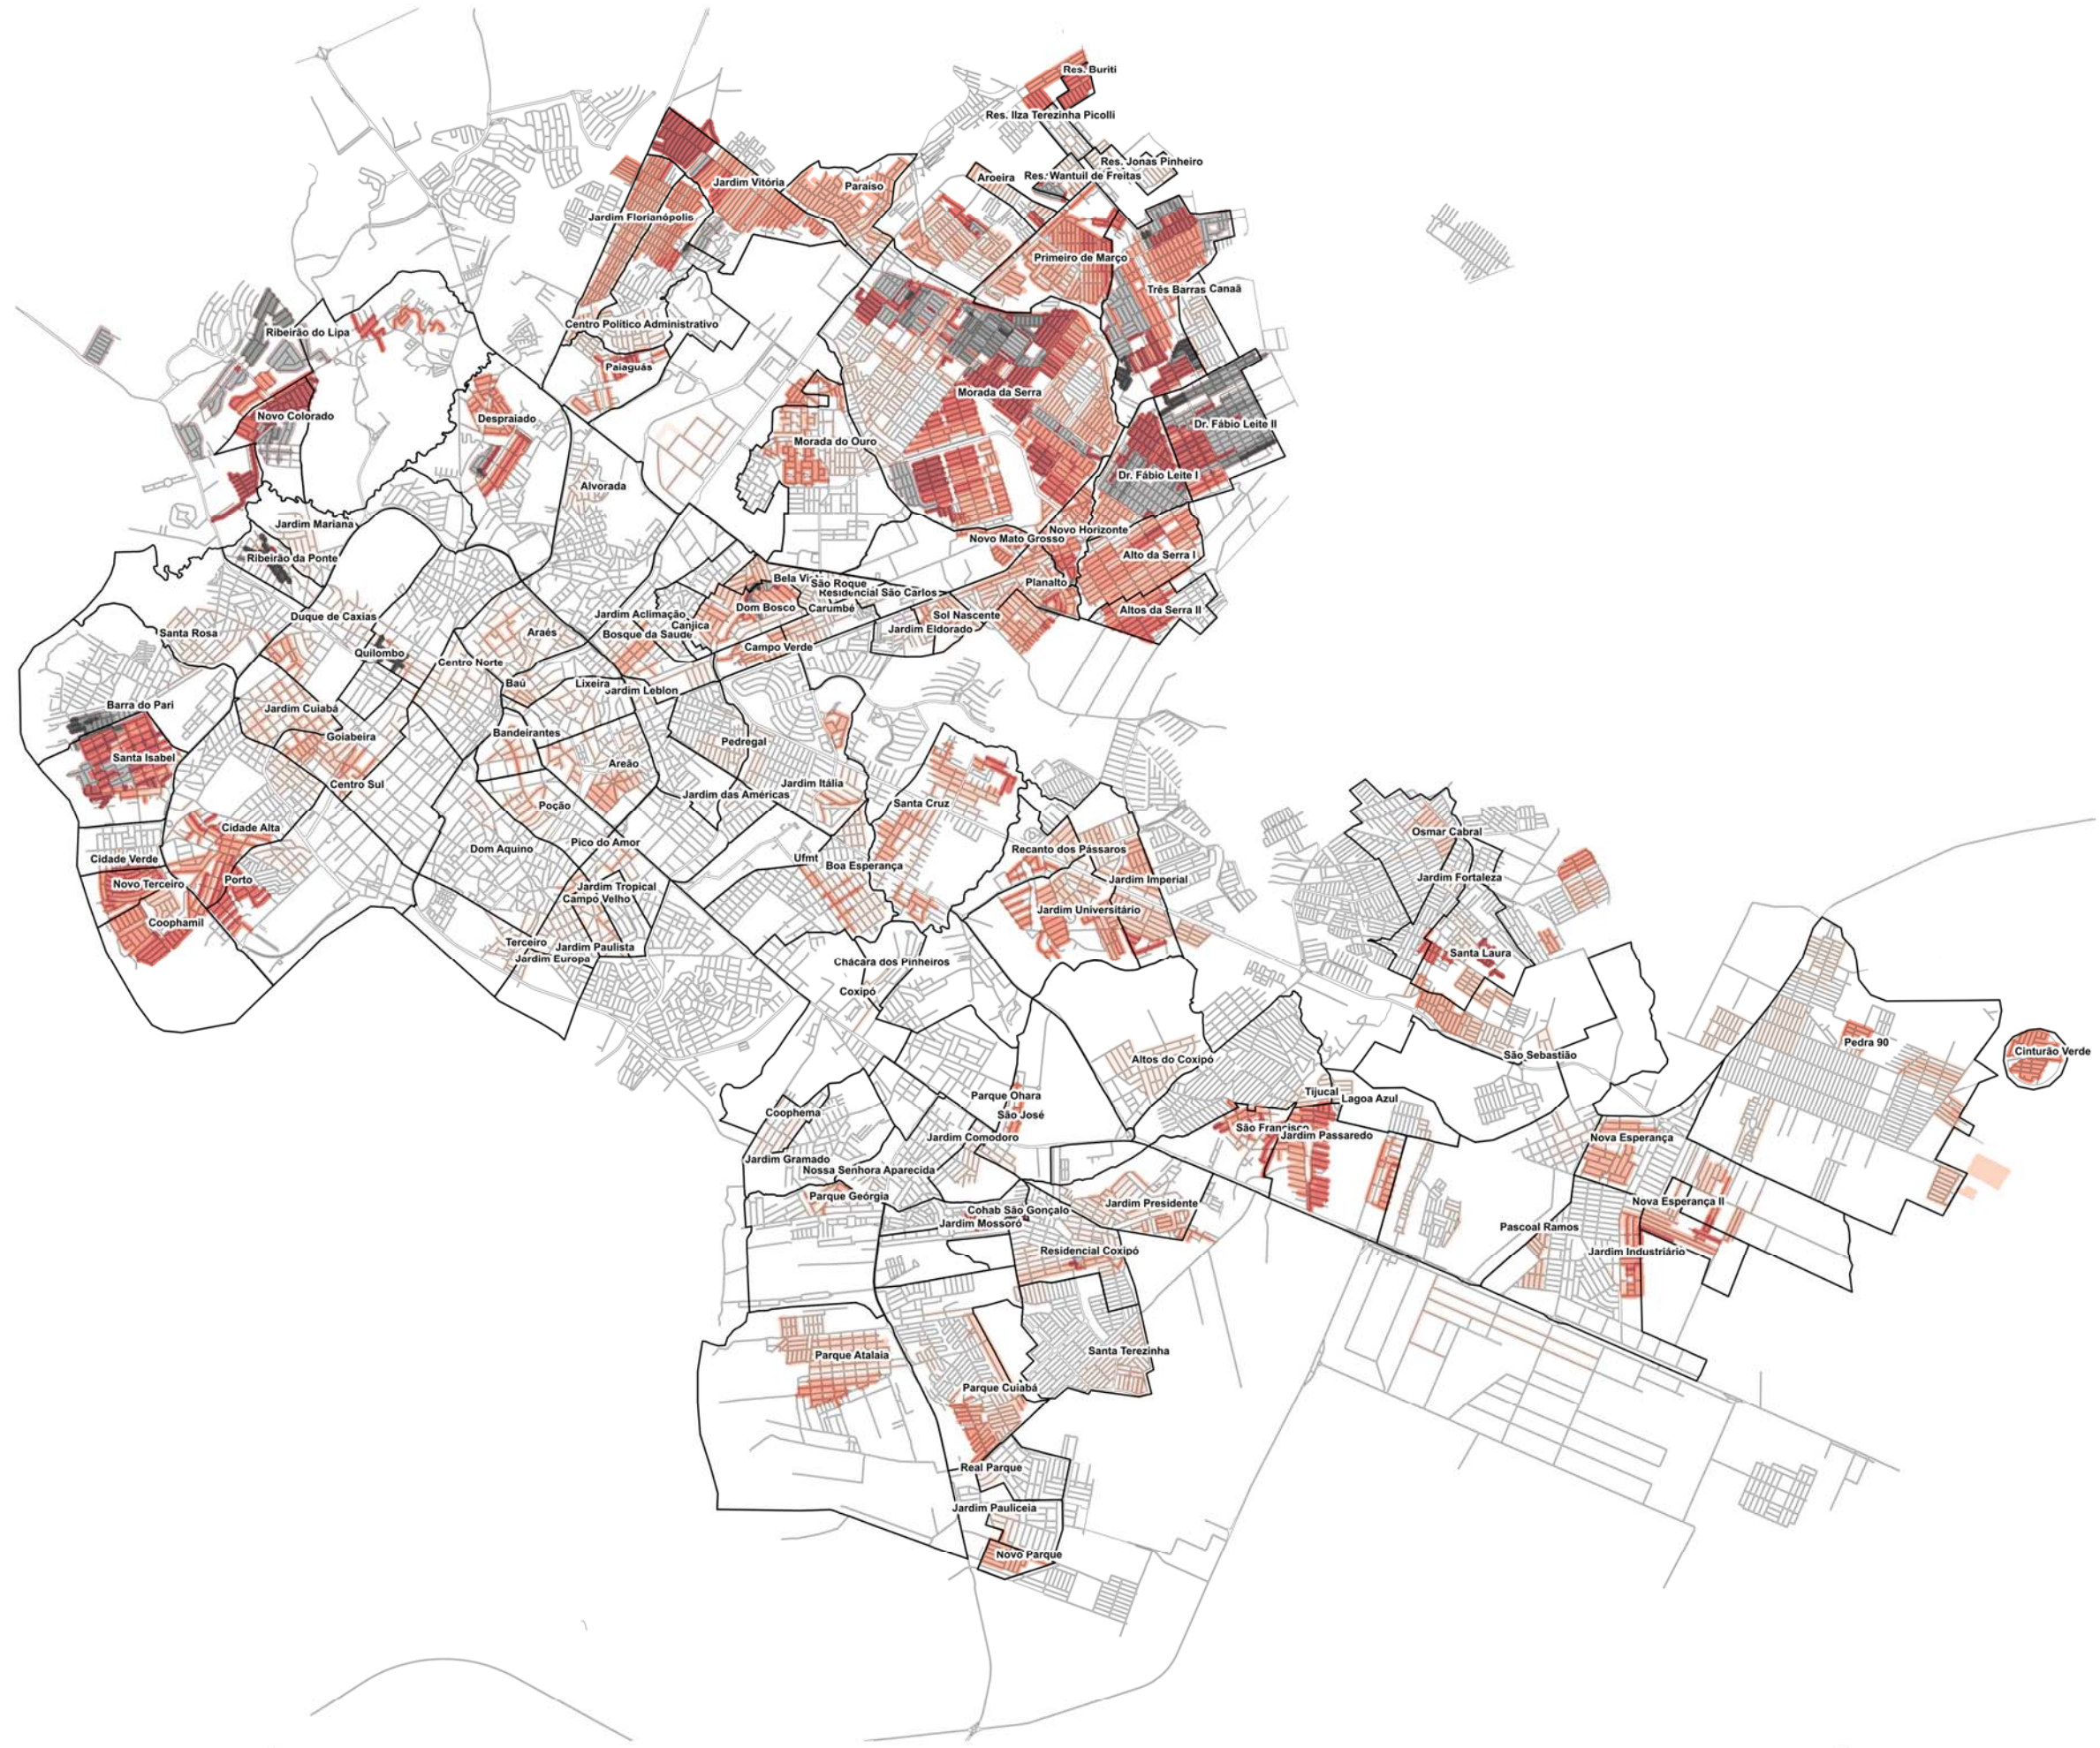 Res. Buriti
Res. Ilza Terezinha Picolli
Res. Jonas Pinheiro
Aroeira
Res. Wantuil de Freitas
Jardim Vitória
Paraíso
Jardim Florianópolis
Primeiro de Março
Três Barras
Canaã
Centro Político Administrativo
Ribeirão do Lipa
Paiaguás
Morada da Serra
Novo Colorado
Despraiado
Dr. Fábio Leite II
Morada do Ouro
Dr. Fábio Leite I
Alvorada
Jardim Mariana
Novo Horizonte
Novo Mato Grosso
Ribeirão da Ponte
Alto da Serra I
Bela
São Roque
Planalto
Residencial São Carlos
Dom Bosco
Carumbé
Altos da Serra II
Jardim Aclimação
Sol Nascente
Duque de Caxias
Canjica
Jardim Eldorado
Santa Rosa
Araés
Bosque da Saude
Campo Verde
Quilombo
Centro Norte
Baú
Lixeira
Jardim Leblon
Barra do Pari
Jardim Cuiabá
Goiabeira
Bandeirantes
Pedregal
Santa Isabel
Areão
Centro Sul
Jardim Itália
Jardim das Américas
Santa Cruz
Poção
Cidade Alta
Osmar Cabral
Pico do Amor
Dom Aquino
Recanto dos Pássaros
Cidade Verde
Ufmt
Boa Esperança
Jardim Fortaleza
Porto
Jardim Imperial
Novo Terceiro
Jardim Tropical
Campo Velho
Jardim Universitário
Coophamil
Terceiro
Jardim Paulista
Santa Laura
Jardim Europa
Chácara dos Pinheiros
Coxipó
Pedra 90
Cinturão Verde
São Sebastião
Altos do Coxipó
Tijucal
Parque Ohara
Lagoa Azul
Coophema
São José
São Francisco
Jardim Comodoro
Jardim Passaredo
Nova Esperança
Jardim Gramado
Nossa Senhora Aparecida
Parque Geórgia
Jardim Presidente
Nova Esperança II
Cohab São Gonçalo
Jardim Mossoró
Pascoal Ramos
Residencial Coxipó
Jardim Industriário
Parque Atalaia
Santa Terezinha
Parque Cuiabá
Real Parque
Jardim Pauliceia
Novo Parque